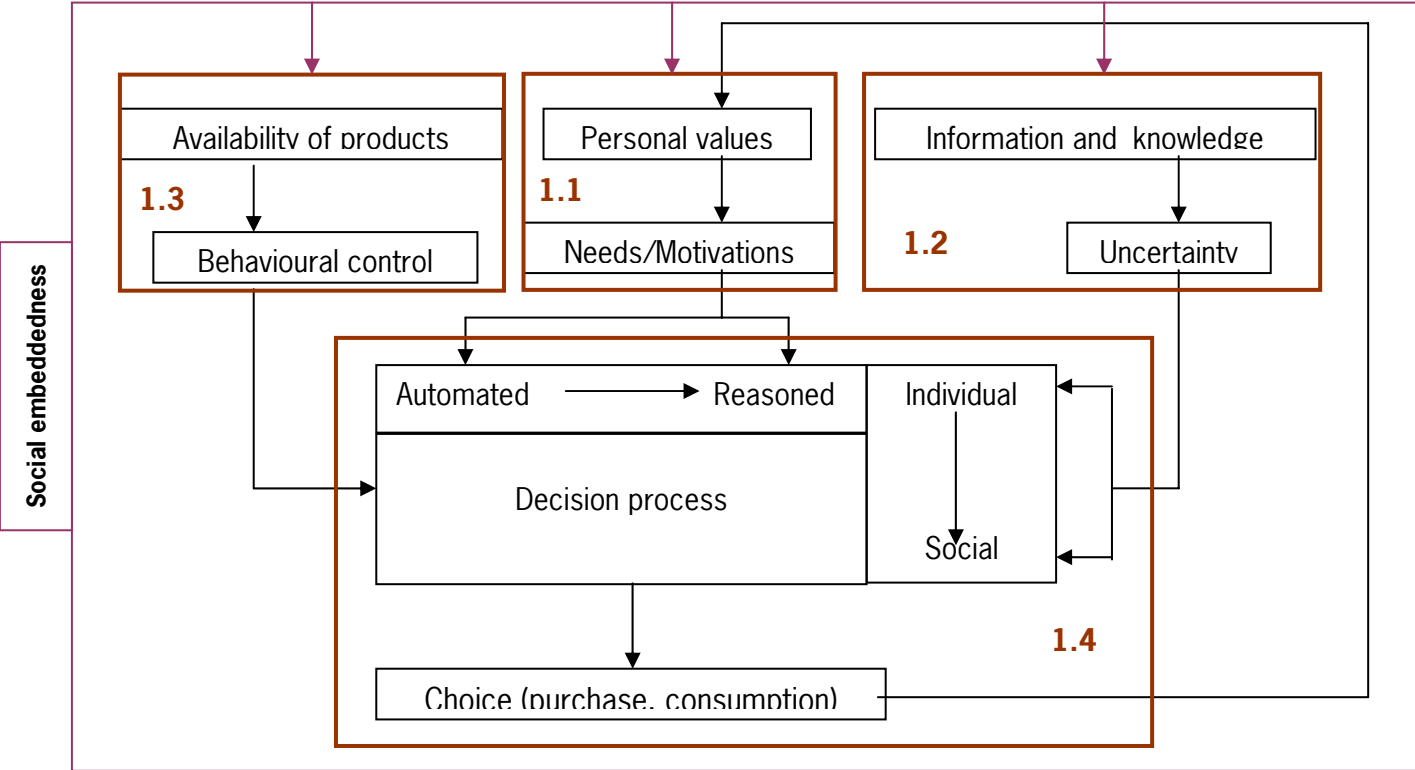 Social embeddedness
Availability of products
1.3
Behavioural control
Personal values
1.1
Needs/Motivations
Information and knowledge
1.2
Uncertainty
Automated
Reasoned
Individual
Decision process
Social
1.4
Choice (purchase, consumption)